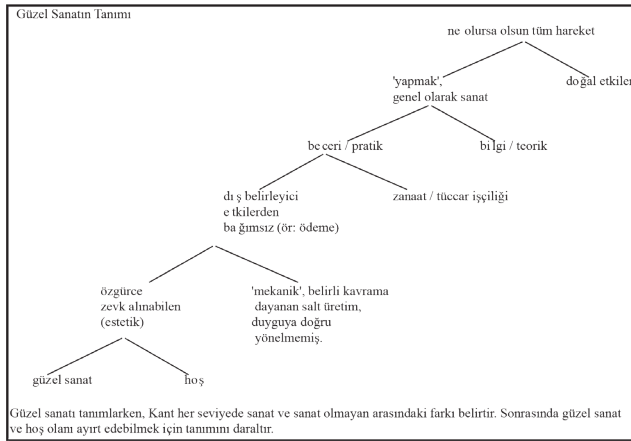 Güzel Sanatın Tanımı
ne olursa olsun tüm hareket
'yapmak',
genel olarak sanat
doğal etkiler
beceri / pratik
bilgi / teorik
dış belirleyici
etkilerden
bağımsız (ör: ödeme)
zanaat / tüccar işçiliği
özgürce
zevk alınabilen
(estetik)
'mekanik', belirli kavrama
dayanan salt üretim,
duyguya doğru
yönelmemiş.
güzel sanat
hoş
Güzel sanatı tanımlarken, Kant her seviyede sanat ve sanat olmayan arasındaki farkı belirtir. Sonrasında güzel sanat
ve hoş olanı ayırt edebilmek için tanımını daraltır.